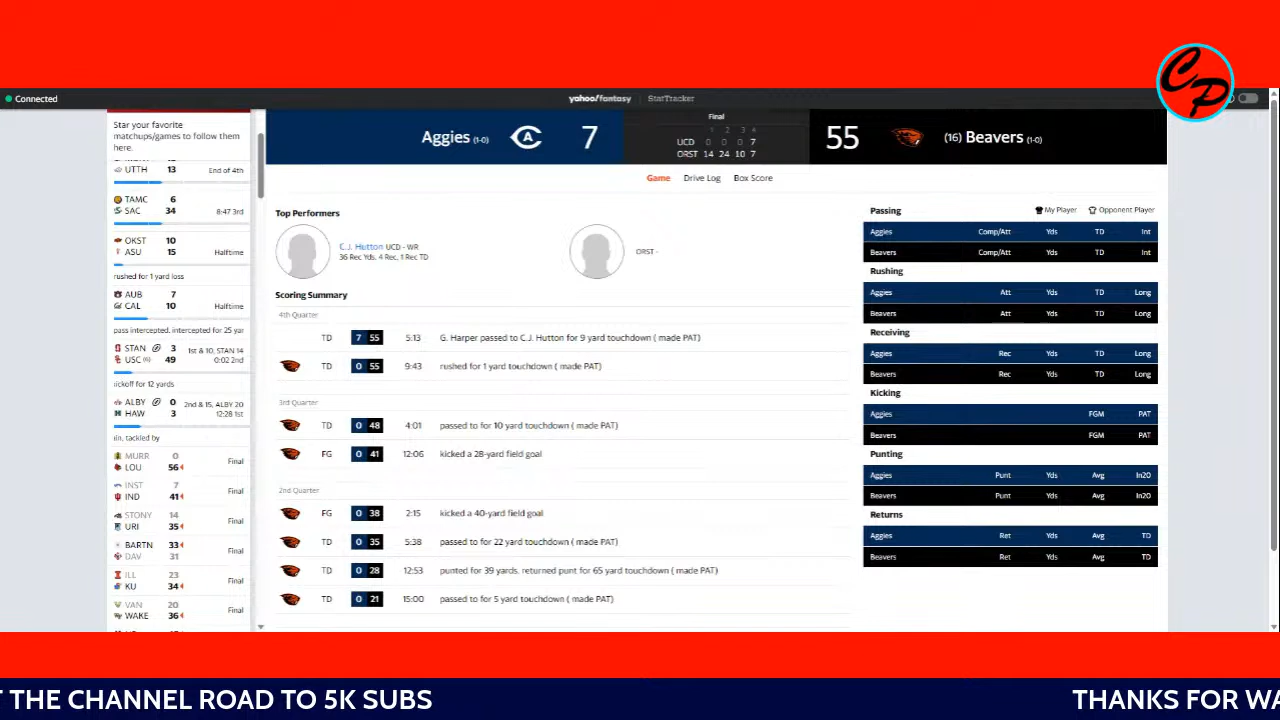 CP
Connected
yahoo!fantasy | StatTracker
Star your favorite
matchups/games to follow them
here.
UTTH 13 End of 4th
TAMC 6
SAC 34 8:47 3rd
OKST 10
ASU 15 Halftime
rushed for 1 yard loss
AUB 7
CAL 10 Halftime
pass intercepted, intercepted for 25 yar
STAN 3 1st & 10, STAN 14
USC (6) 49 0:02 2nd
kickoff for 12 yards
ALBY 0 2nd & 15, ALBY 20
HAW 3 12:28 1st
in, tackled by
MURR 0
LOU 56 Final
INST 7
IND 41 Final
STONY 14
URI 35 Final
BARTN 33
DAV 31 Final
ILL 23
KU 34 Final
VAN 20
WAKE 36 Final
Aggies (1-0) 7
Final
1 2 3 4
UCD 0 0 0 7
ORST 14 24 10 7
55 (16) Beavers (1-0)
Game Drive Log Box Score
Top Performers
C.J. Hutton UCD - WR
36 Rec Yds, 4 Rec, 1 Rec TD
ORST -
Scoring Summary
4th Quarter
TD 7 55 5:13 G. Harper passed to C.J. Hutton for 9 yard touchdown ( made PAT)
TD 0 55 9:43 rushed for 1 yard touchdown ( made PAT)
3rd Quarter
TD 0 48 4:01 passed to for 10 yard touchdown ( made PAT)
FG 0 41 12:06 kicked a 28-yard field goal
2nd Quarter
FG 0 38 2:15 kicked a 40-yard field goal
TD 0 35 5:38 passed to for 22 yard touchdown ( made PAT)
TD 0 28 12:53 punted for 39 yards, returned punt for 65 yard touchdown ( made PAT)
TD 0 21 15:00 passed to for 5 yard touchdown ( made PAT)
Passing My Player Opponent Player
Aggies Comp/Att Yds TD Int
Beavers Comp/Att Yds TD Int
Rushing
Aggies Att Yds TD Long
Beavers Att Yds TD Long
Receiving
Aggies Rec Yds TD Long
Beavers Rec Yds TD Long
Kicking
Aggies FGM PAT
Beavers FGM PAT
Punting
Aggies Punt Yds Avg In20
Beavers Punt Yds Avg In20
Returns
Aggies Ret Yds Avg TD
Beavers Ret Yds Avg TD
T THE CHANNEL ROAD TO 5K SUBS THANKS FOR WA